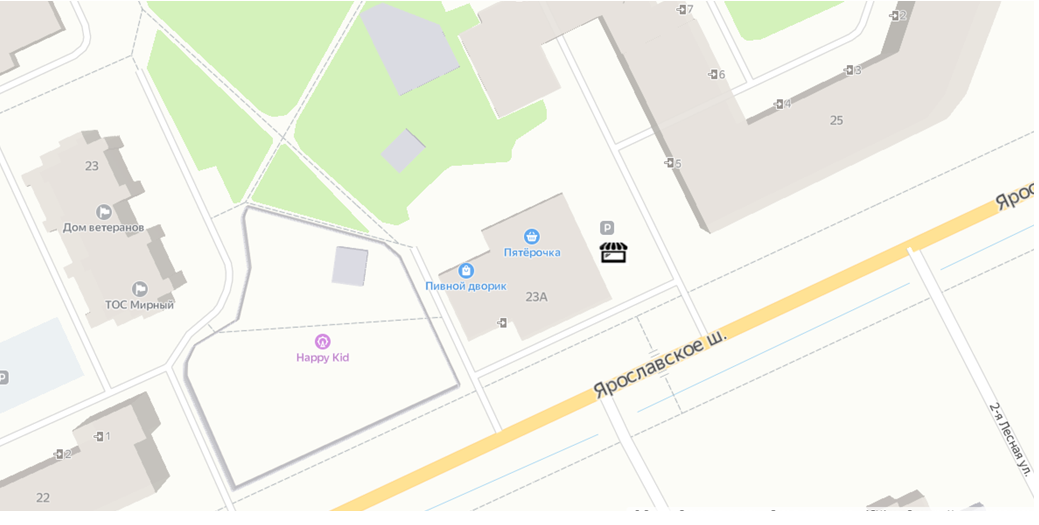 7
2
6
3
4
25
5
23
Дом ветеранов
P
Пятёрочка
Яро
ТОС Мирный
Пивной дворик
23А
Happy Kid
Ярославское ш.
P
2-я Лесная ул.
1
2
22